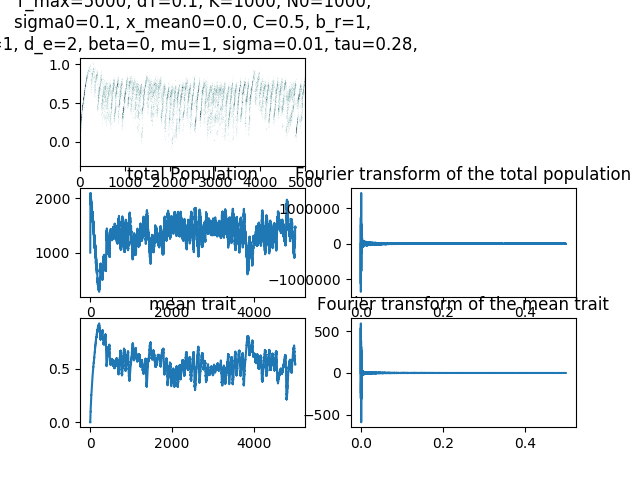 T_max=5000, dT=0.1, K=1000, N0=1000,
sigma0=0.1, x_mean0=0.0, C=0.5, b_r=1,
=1, d_e=2, beta=0, mu=1, sigma=0.01, tau=0.28,
1.0
0.5
0.0
0 1000 2000 3000 4000 5000
total Population
2000
1000
0 2000 4000
Fourier transform of the total population
1000000
0
−1000000
0.0 0.2 0.4
mean trait
0.5
0.0
0 2000 4000
Fourier transform of the mean trait
500
0
−500
0.0 0.2 0.4